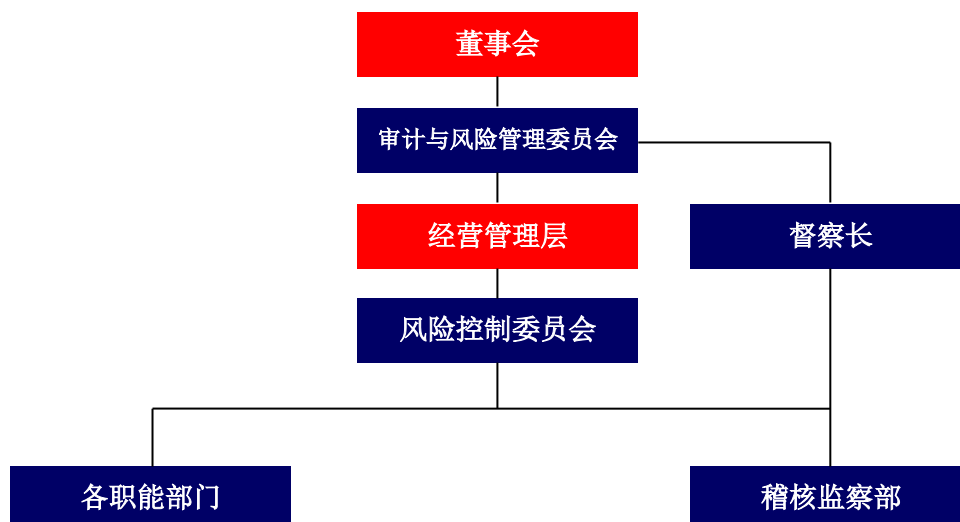 董事会
审计与风险管理委员会
经营管理层
督察长
风险控制委员会
各职能部门
稽核监察部